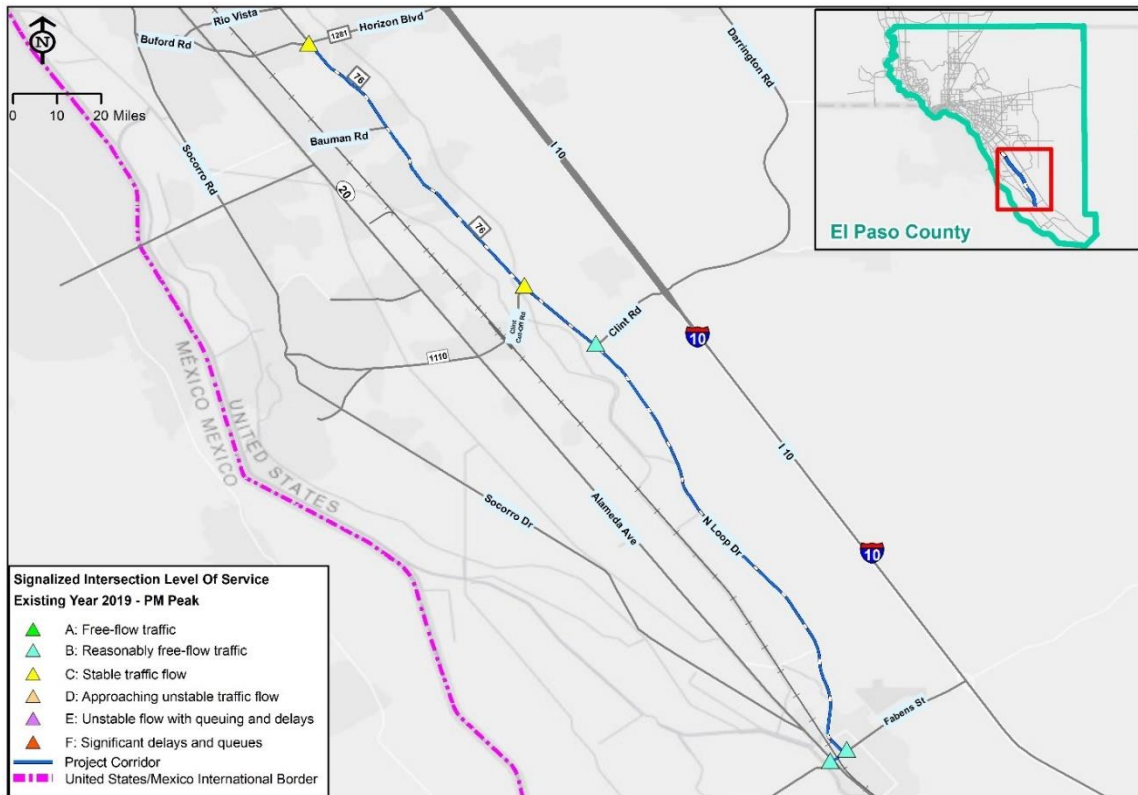 Rio Vista
Horizon Blvd
Buford Rd
1281
N
76
Darrington Rd
0 10 20 Miles
Bauman Rd
I 10
Socorro Rd
20
76
El Paso County
Clint Cut-Off Rd
Clint Rd
1110
10
MÉXICO MEXICO
UNITED STATES
I 10
Socorro Dr
Alameda Ave
N Loop Dr
10
Fabens St
Signalized Intersection Level Of Service
Existing Year 2019 - PM Peak
A: Free-flow traffic
B: Reasonably free-flow traffic
C: Stable traffic flow
D: Approaching unstable traffic flow
E: Unstable flow with queuing and delays
F: Significant delays and queues
Project Corridor
United States/Mexico International Border